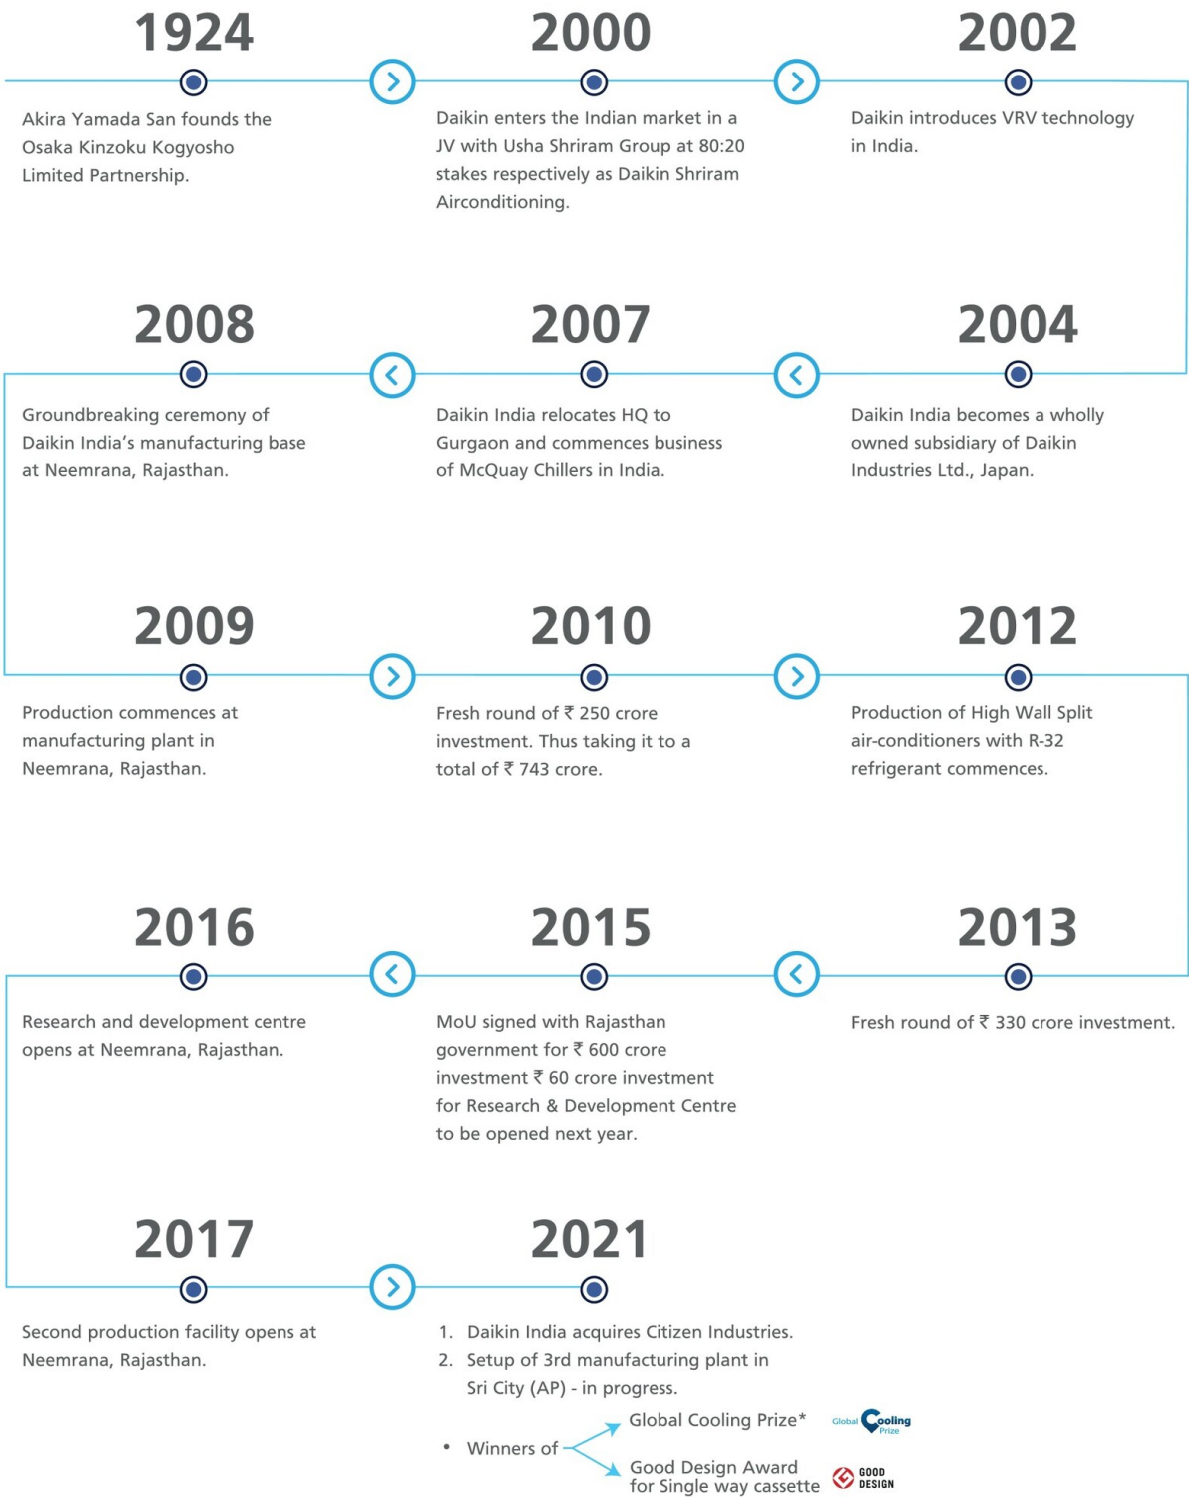 1924
Akira Yamada San founds the
Osaka Kinzoku Kogyosho
Limited Partnership.
2000
Daikin enters the Indian market in a
JV with Usha Shriram Group at 80:20
stakes respectively as Daikin Shriram
Airconditioning.
2002
Daikin introduces VRV technology
in India.
2004
Daikin India becomes a wholly
owned subsidiary of Daikin
Industries Ltd., Japan.
2007
Daikin India relocates HQ to
Gurgaon and commences business
of McQuay Chillers in India.
2008
Groundbreaking ceremony of
Daikin India’s manufacturing base
at Neemrana, Rajasthan.
2009
Production commences at
manufacturing plant in
Neemrana, Rajasthan.
2010
Fresh round of ₹ 250 crore
investment. Thus taking it to a
total of ₹ 743 crore.
2012
Production of High Wall Split
air-conditioners with R-32
refrigerant commences.
2013
Fresh round of ₹ 330 crore investment.
2015
MoU signed with Rajasthan
government for ₹ 600 crore
investment ₹ 60 crore investment
for Research & Development Centre
to be opened next year.
2016
Research and development centre
opens at Neemrana, Rajasthan.
2017
Second production facility opens at
Neemrana, Rajasthan.
2021
1. Daikin India acquires Citizen Industries.
2. Setup of 3rd manufacturing plant in
Sri City (AP) - in progress.
• Winners of
Global Cooling Prize*
Global Cooling
Prize
Good Design Award
for Single way cassette
GOOD
DESIGN